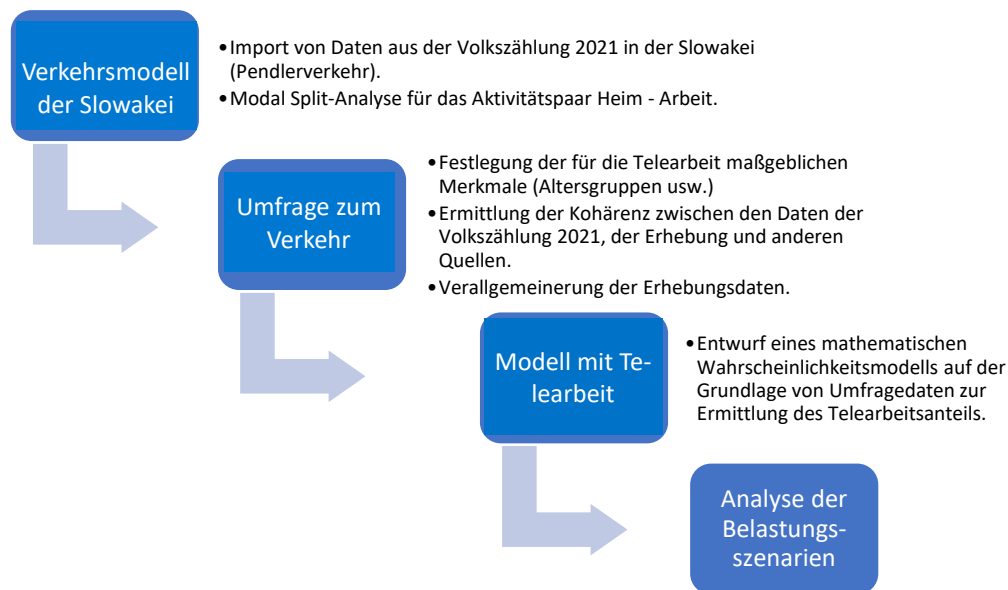 Verkehrsmodell
der Slowakei
•Import von Daten aus der Volkszählung 2021 in der Slowakei
(Pendlerverkehr).
•Modal Split-Analyse für das Aktivitätspaar Heim - Arbeit.
Umfrage zum
Verkehr
•Festlegung der für die Telearbeit maßgeblichen
Merkmale (Altersgruppen usw.)
•Ermittlung der Kohärenz zwischen den Daten der
Volkszählung 2021, der Erhebung und anderen
Quellen.
•Verallgemeinerung der Erhebungsdaten.
Modell mit Te-
learbeit
•Entwurf eines mathematischen
Wahrscheinlichkeitsmodells auf der
Grundlage von Umfragedaten zur
Ermittlung des Telearbeitsanteils.
Analyse der
Belastungs-
szenarien